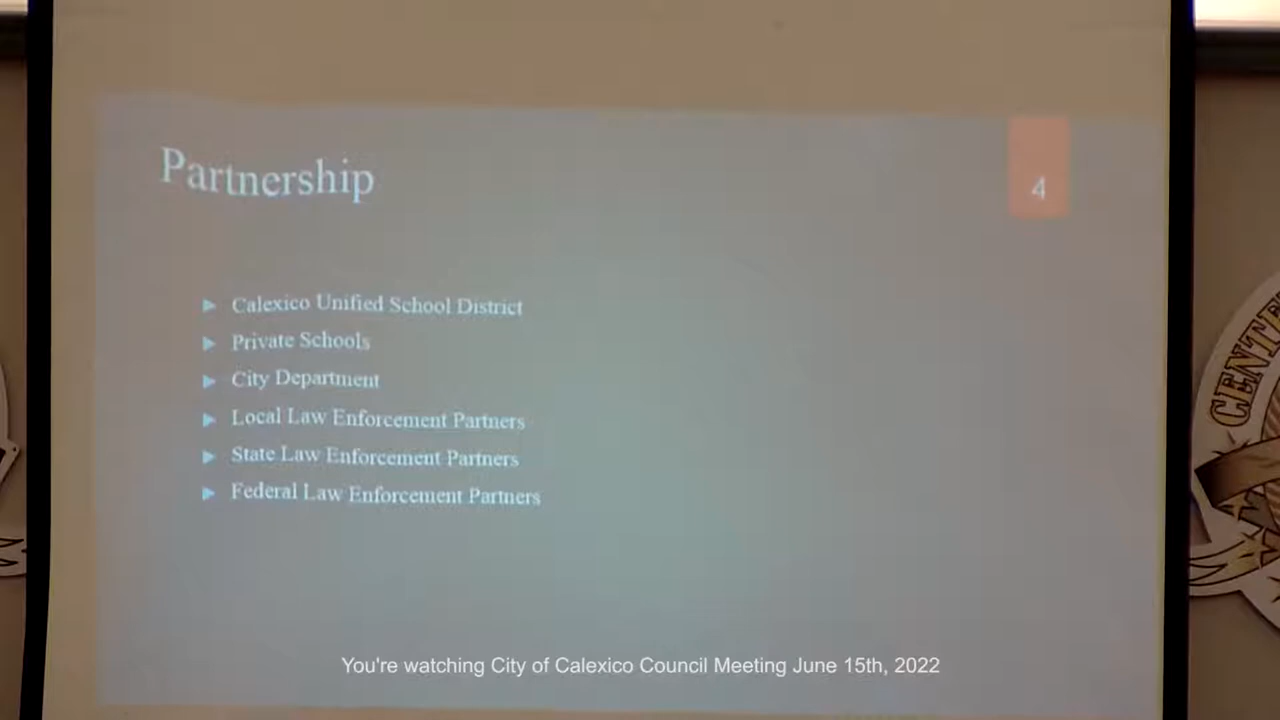 Partnership
4
Calexico Unified School District
Private Schools
City Department
Local Law Enforcement Partners
State Law Enforcement Partners
Federal Law Enforcement Partners
You're watching City of Calexico Council Meeting June 15th, 2022